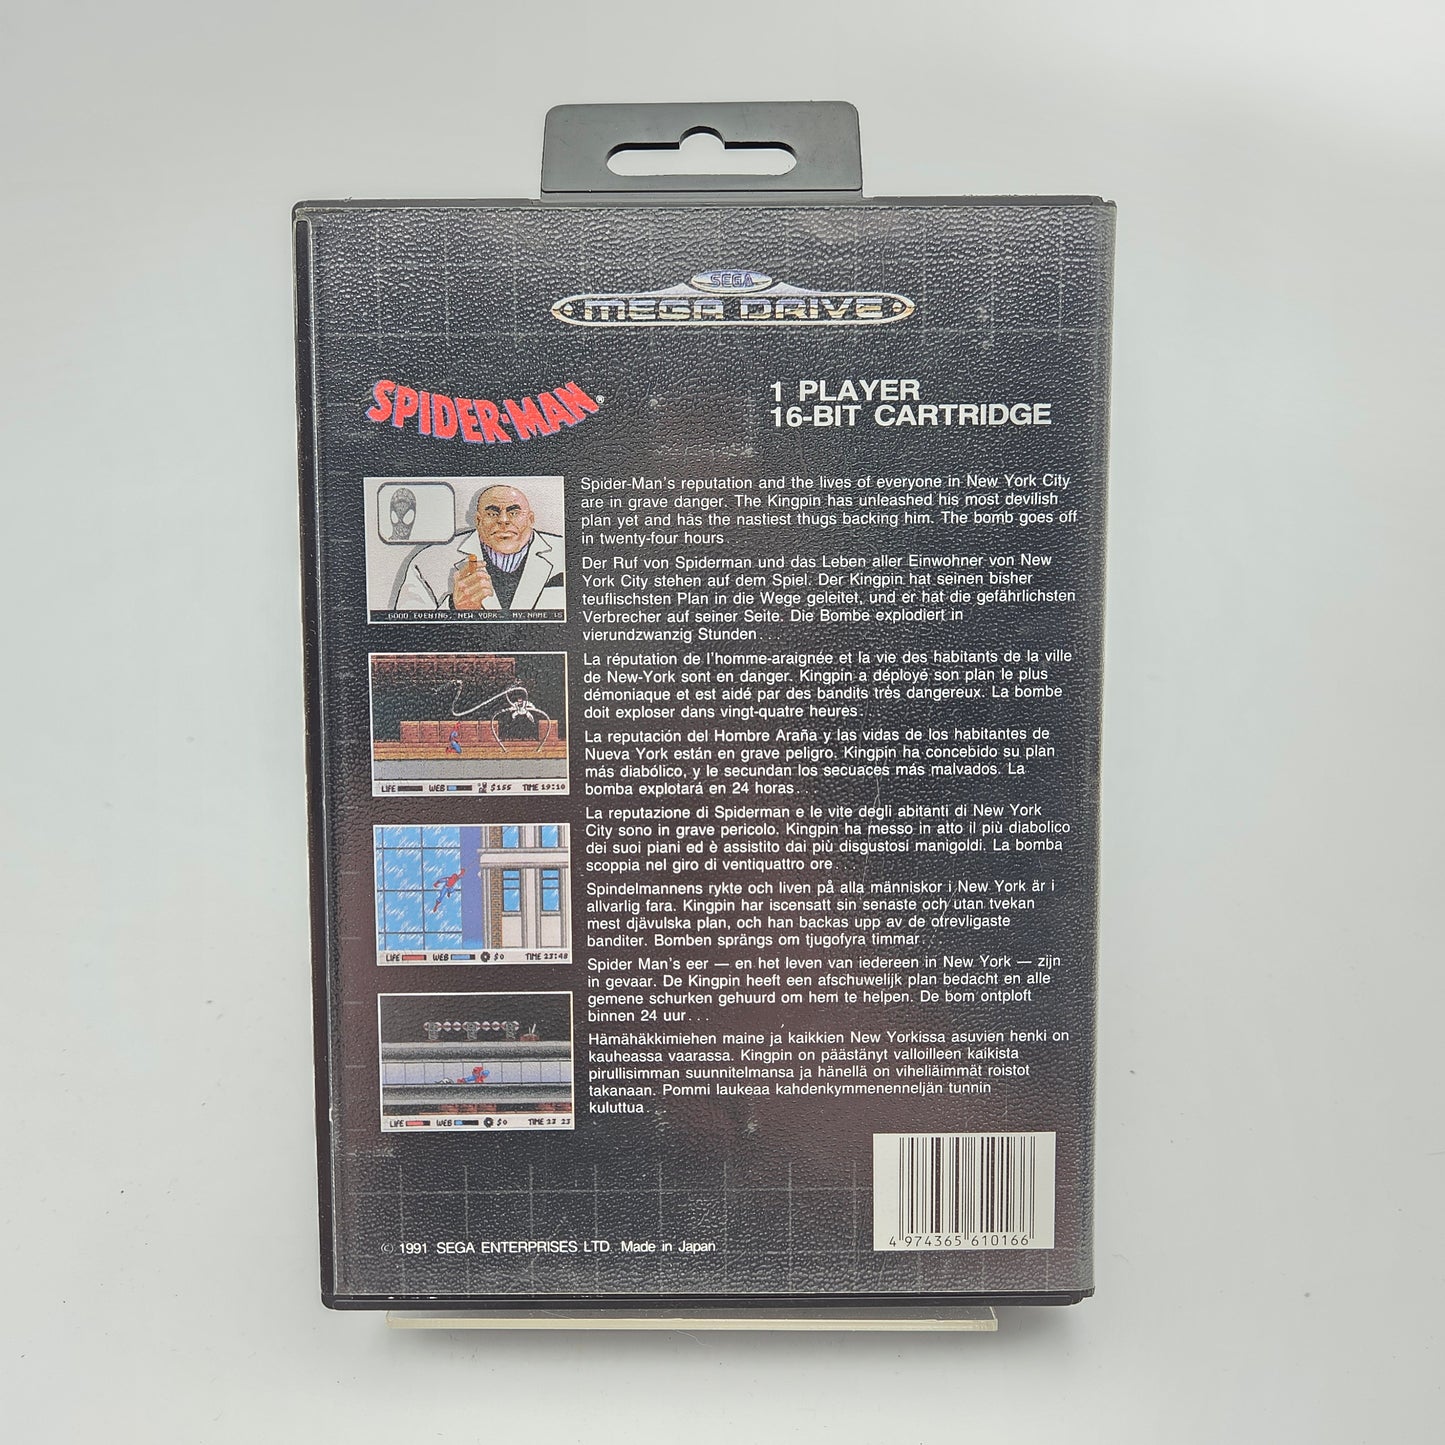 SEGA
MEGA DRIVE
SPIDER-MAN®
1 PLAYER
16-BIT CARTRIDGE
Spider-Man's reputation and the lives of everyone in New York City
are in grave danger. The Kingpin has unleashed his most devilish
plan yet and has the nastiest thugs backing him. The bomb goes off
in twenty-four hours . .
Der Ruf von Spiderman und das Leben aller Einwohner von New
York City stehen auf dem Spiel. Der Kingpin hat seinen bisher
teuflischsten Plan in die Wege geleitet, und er hat die gefährlichsten
Verbrecher auf seiner Seite. Die Bombe explodiert in
vierundzwanzig Stunden . . .
La réputation de l'homme-araignée et la vie des habitants de la ville
de New-York sont en danger. Kingpin a déployé son plan le plus
démoniaque et est aidé par des bandits très dangereux. La bombe
doit exploser dans vingt-quatre heures . . .
La reputación del Hombre Araña y las vidas de los habitantes de
Nueva York están en grave peligro. Kingpin ha concebido su plan
más diabólico, y le secundan los secuaces más malvados. La
bomba explotará en 24 horas . . .
La reputazione di Spiderman e le vite degli abitanti di New York
City sono in grave pericolo. Kingpin ha messo in atto il più diabolico
dei suoi piani ed è assistito dai più disgustosi manigoldi. La bomba
scoppia nel giro di ventiquattro ore .
Spindelmannens rykte och liven på alla människor i New York är i
allvarlig fara. Kingpin har iscensatt sin senaste och utan tvekan
mest djävulska plan, och han backas upp av de otrevligaste
banditer. Bomben sprängs om tjugofyra timmar . . .
Spider Man's eer — en het leven van iedereen in New York — zijn
in gevaar. De Kingpin heeft een afschuwelijk plan bedacht en alle
gemene schurken gehuurd om hem te helpen. De bom ontploft
binnen 24 uur . . .
Hämähäkkimiehen maine ja kaikkien New Yorkissa asuvien henki on
kauheassa vaarassa. Kingpin on päästänyt valloilleen kaikista
pirullisimman suunnitelmansa ja hänellä on viheliäimmät roistot
takanaan. Pommi laukeaa kahdenkymmenenneljän tunnin
kuluttua . . .
GOOD EVENING, NEW YORK.. MY NAME IS
LIFE WEB $155 TIME 19:10
LIFE WEB $0 TIME 23:48
LIFE WEB $0 TIME 23 23
© 1991 SEGA ENTERPRISES LTD. Made in Japan
4 974365 610166